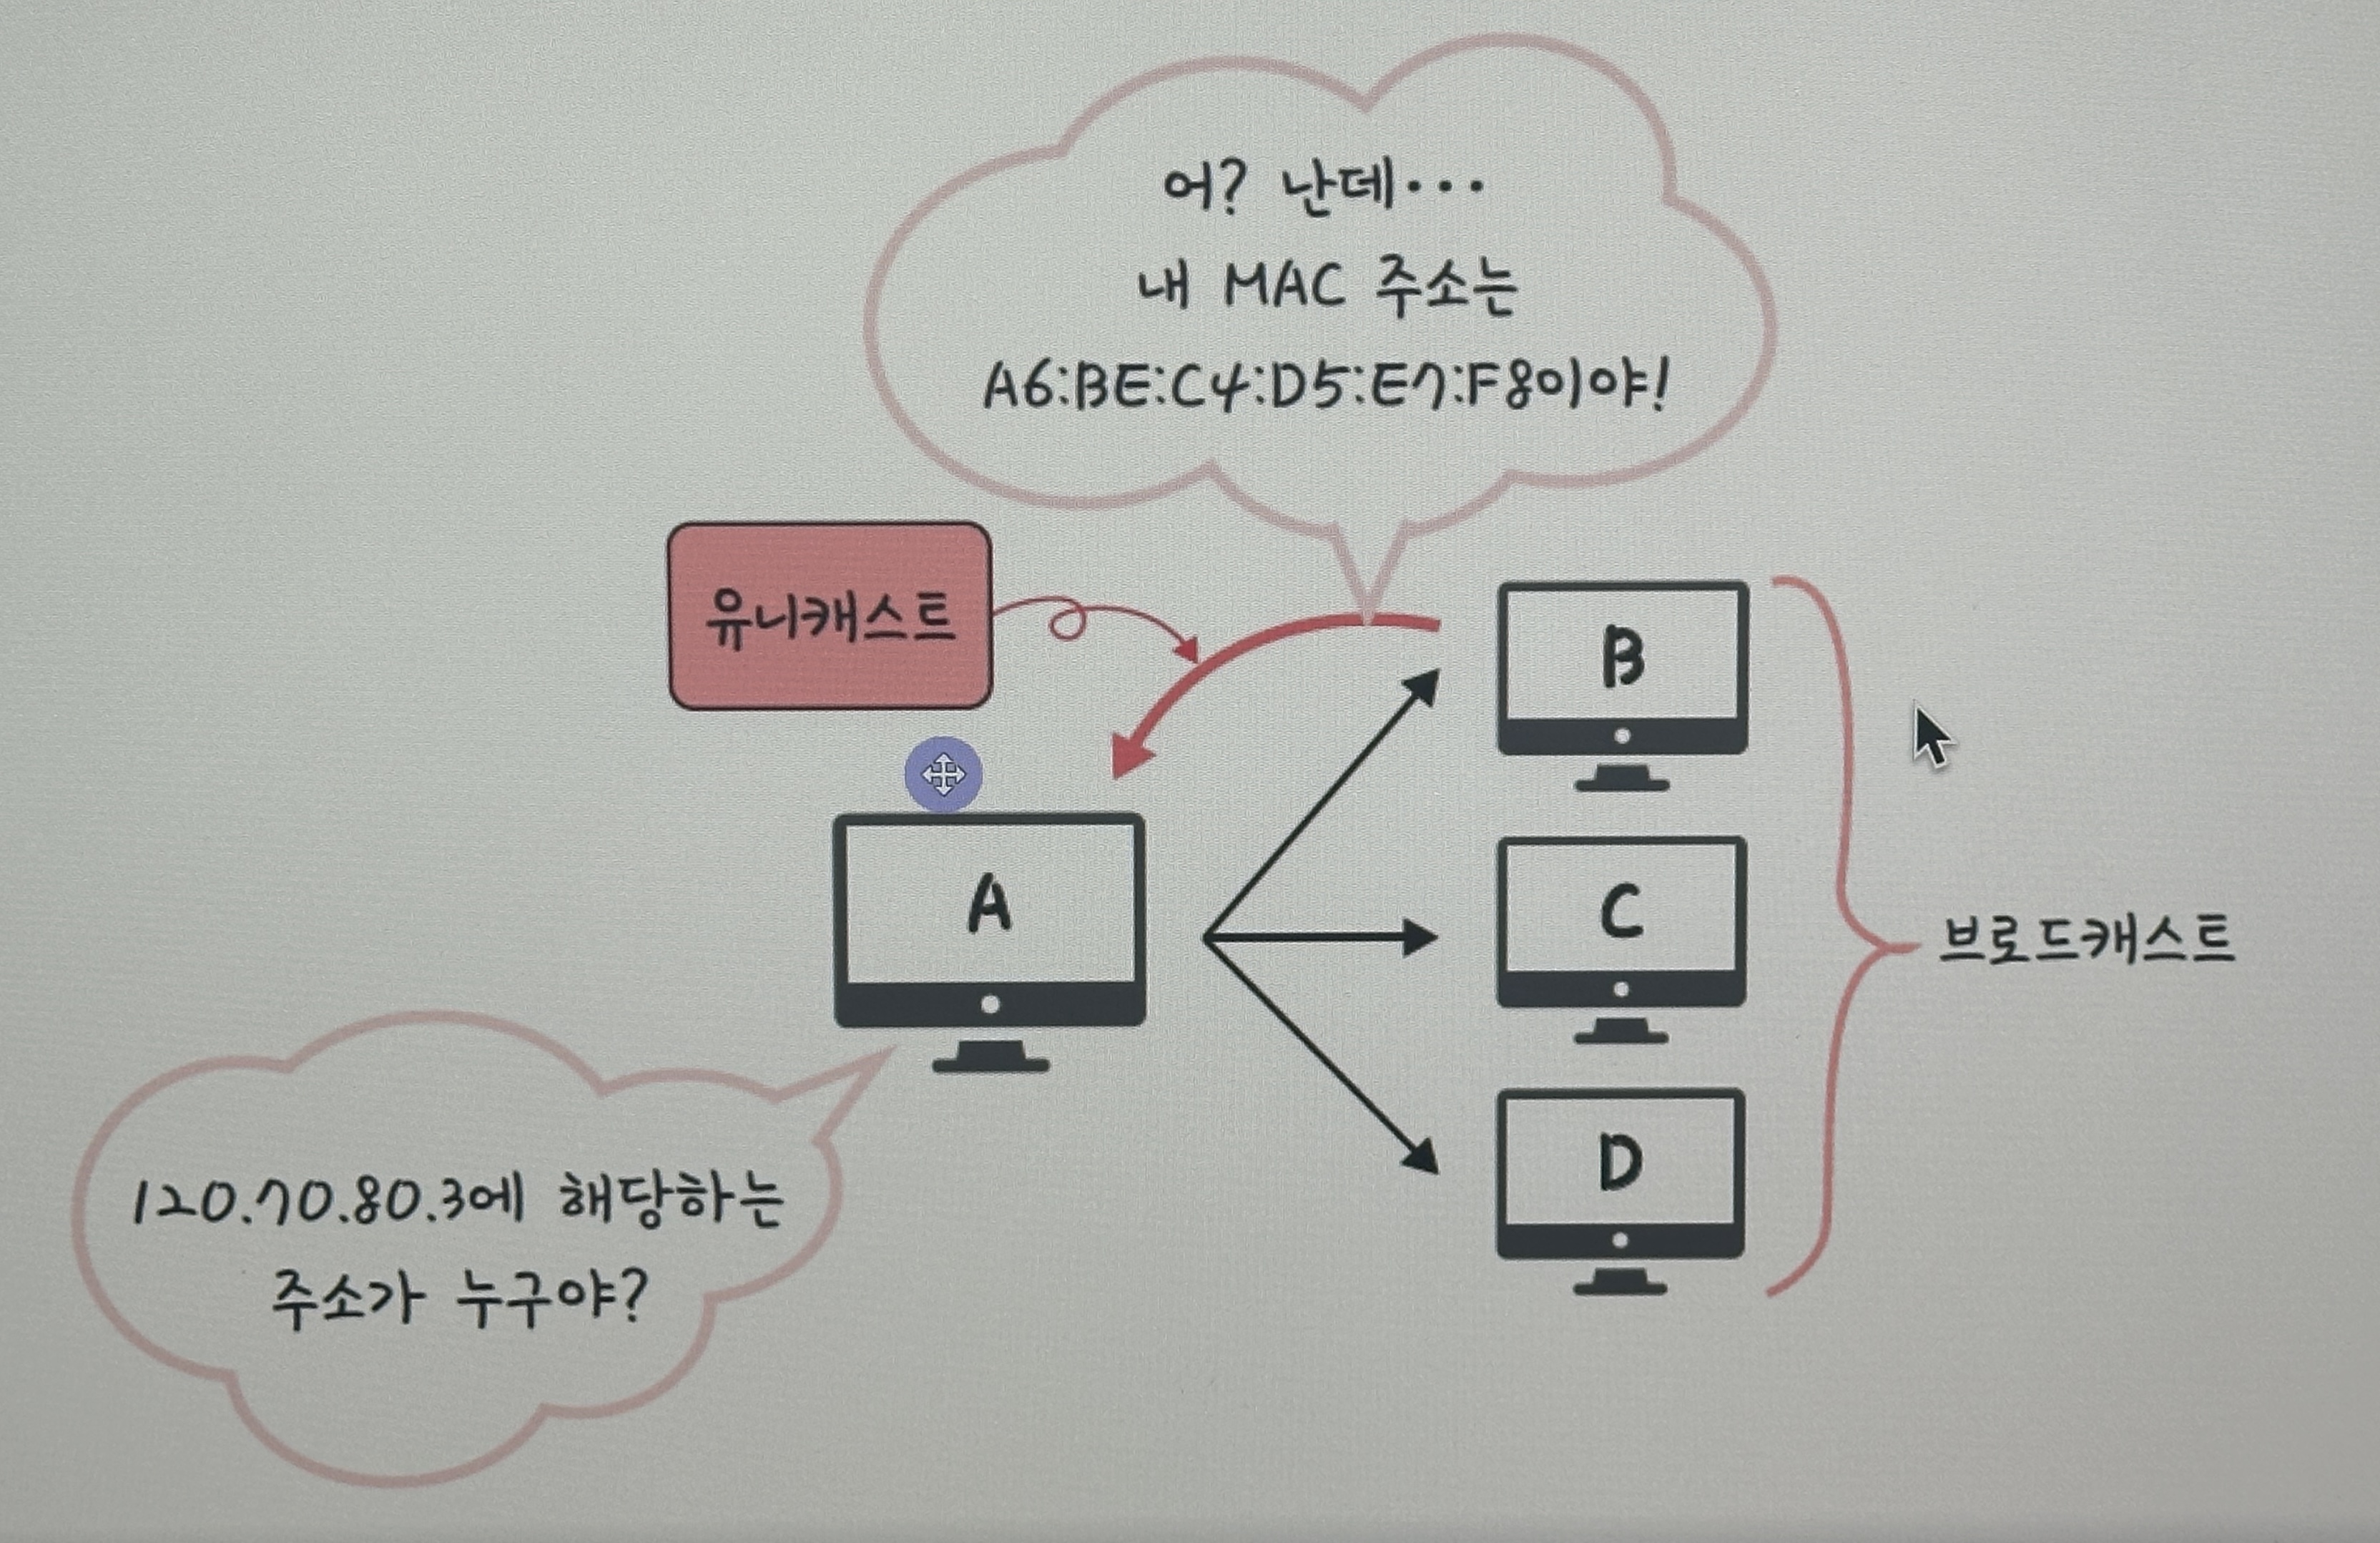 어? 난데···
내 MAC 주소는
A6:BE:C4:D5:E7:F8이야!
유니캐스트
B
A
C
브로드캐스트
D
120.70.80.3에 해당하는
주소가 누구야?